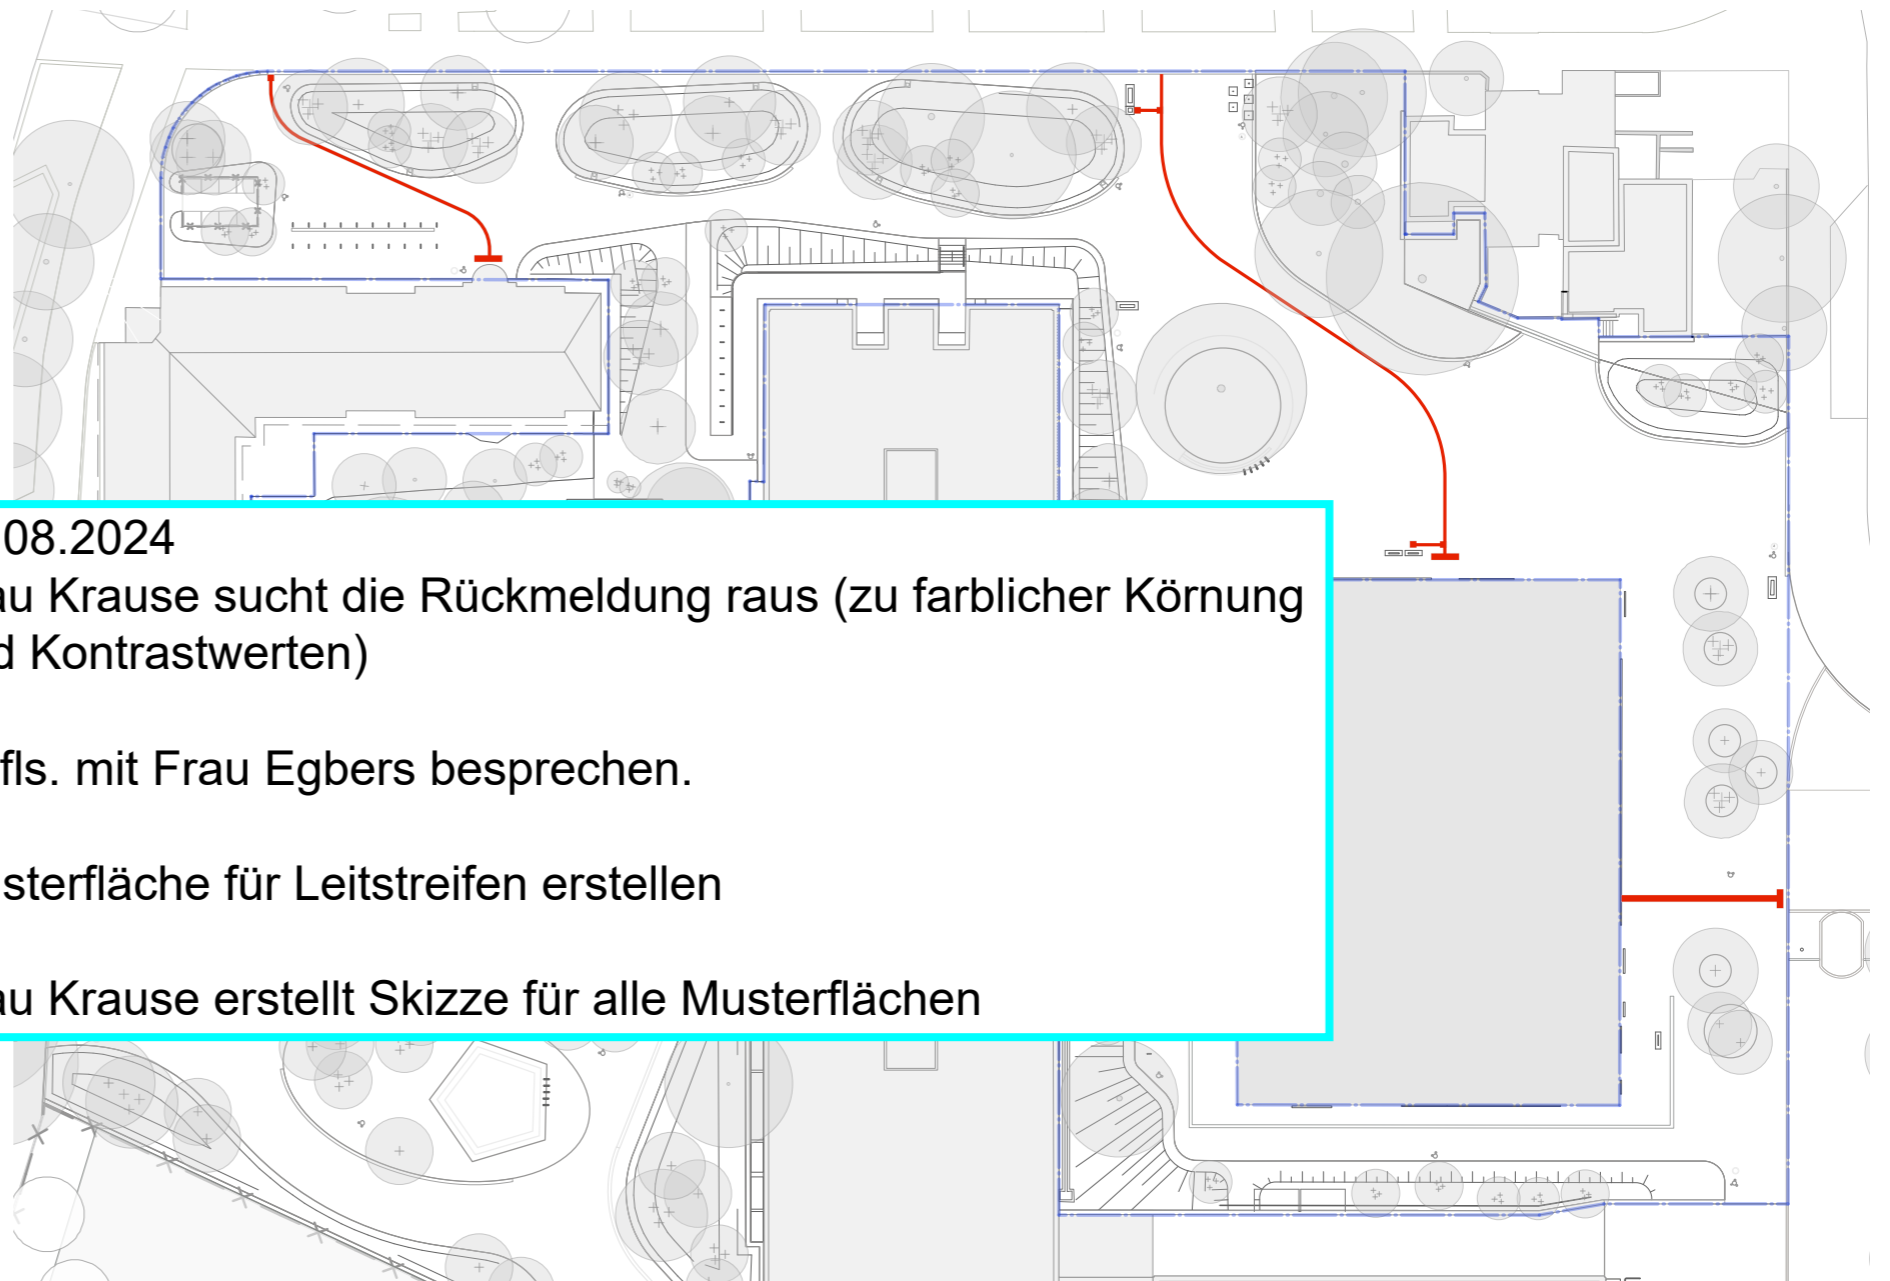 08.2024
au Krause sucht die Rückmeldung raus (zu farblicher Körnung
d Kontrastwerten)
fls. mit Frau Egbers besprechen.
sterfläche für Leitstreifen erstellen
au Krause erstellt Skizze für alle Musterflächen